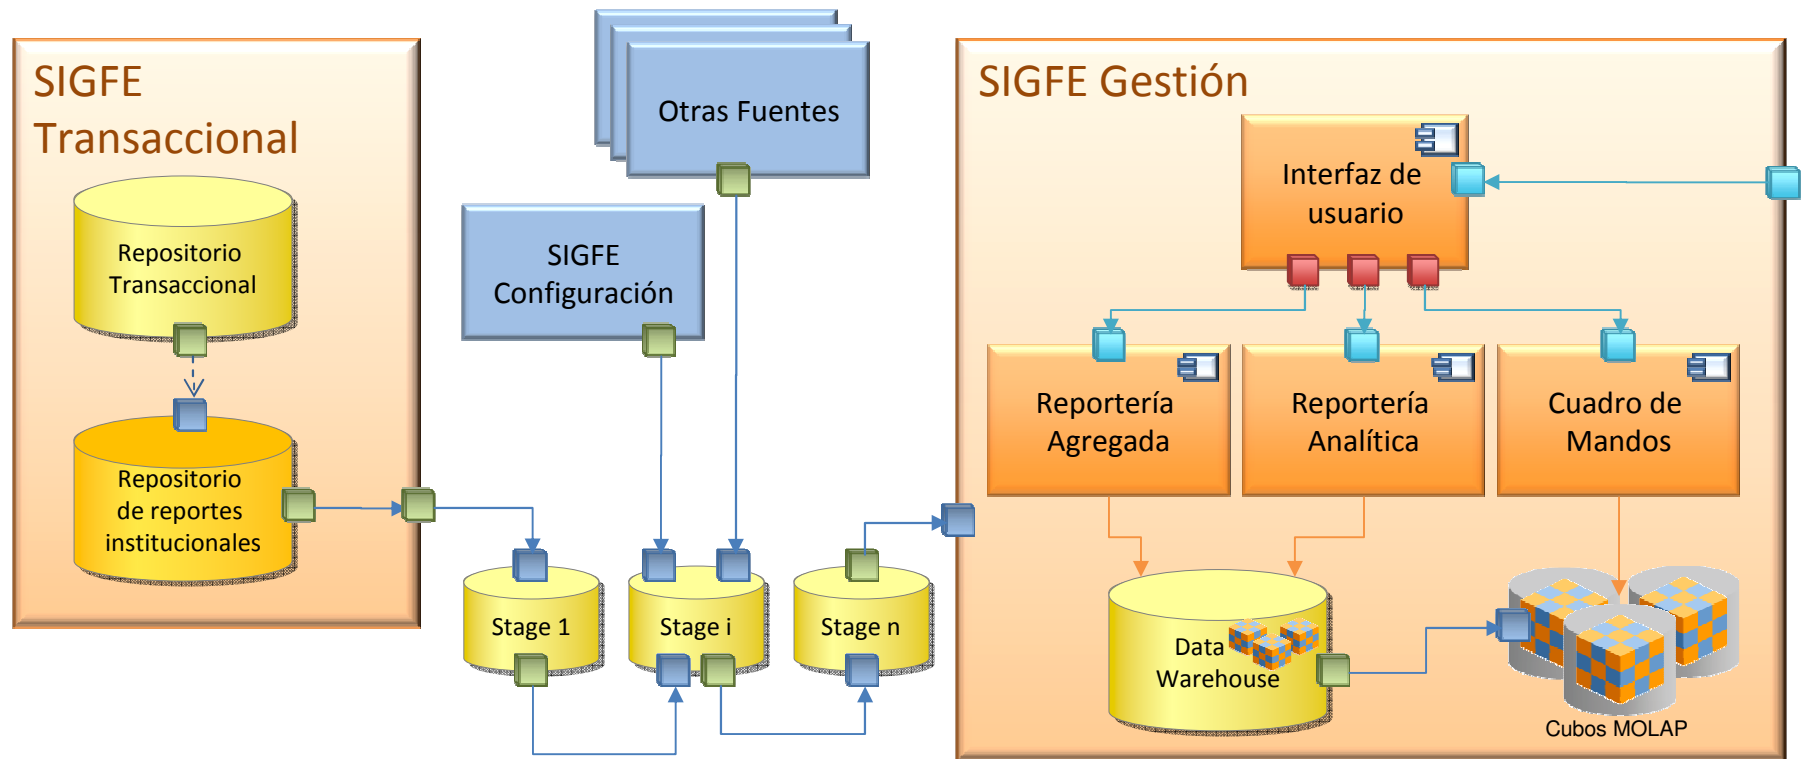 SIGFE
Transaccional
Repositorio
Transaccional
Repositorio
de reportes
institucionales
Otras Fuentes
SIGFE
Configuración
Stage 1
Stage i
Stage n
SIGFE Gestión
Interfaz de
usuario
Reportería
Agregada
Reportería
Analítica
Cuadro de
Mandos
Data
Warehouse
Cubos MOLAP